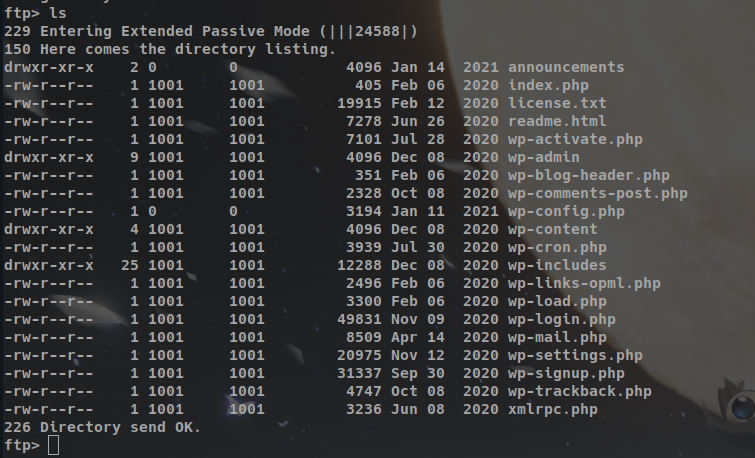 ftp> ls
229 Entering Extended Passive Mode (|||24588|)
150 Here comes the directory listing.
drwxr-xr-x    2 0        0            4096 Jan 14  2021 announcements
-rw-r--r--    1 1001     1001          405 Feb 06  2020 index.php
-rw-r--r--    1 1001     1001        19915 Feb 12  2020 license.txt
-rw-r--r--    1 1001     1001         7278 Jun 26  2020 readme.html
-rw-r--r--    1 1001     1001         7101 Jul 28  2020 wp-activate.php
drwxr-xr-x    9 1001     1001         4096 Dec 08  2020 wp-admin
-rw-r--r--    1 1001     1001          351 Feb 06  2020 wp-blog-header.php
-rw-r--r--    1 1001     1001         2328 Oct 08  2020 wp-comments-post.php
-rw-r--r--    1 0        0            3194 Jan 11  2021 wp-config.php
drwxr-xr-x    4 1001     1001         4096 Dec 08  2020 wp-content
-rw-r--r--    1 1001     1001         3939 Jul 30  2020 wp-cron.php
drwxr-xr-x   25 1001     1001        12288 Dec 08  2020 wp-includes
-rw-r--r--    1 1001     1001         2496 Feb 06  2020 wp-links-opml.php
-rw-r--r--    1 1001     1001         3300 Feb 06  2020 wp-load.php
-rw-r--r--    1 1001     1001        49831 Nov 09  2020 wp-login.php
-rw-r--r--    1 1001     1001         8509 Apr 14  2020 wp-mail.php
-rw-r--r--    1 1001     1001        20975 Nov 12  2020 wp-settings.php
-rw-r--r--    1 1001     1001        31337 Sep 30  2020 wp-signup.php
-rw-r--r--    1 1001     1001         4747 Oct 08  2020 wp-trackback.php
-rw-r--r--    1 1001     1001         3236 Jun 08  2020 xmlrpc.php
226 Directory send OK.
ftp>